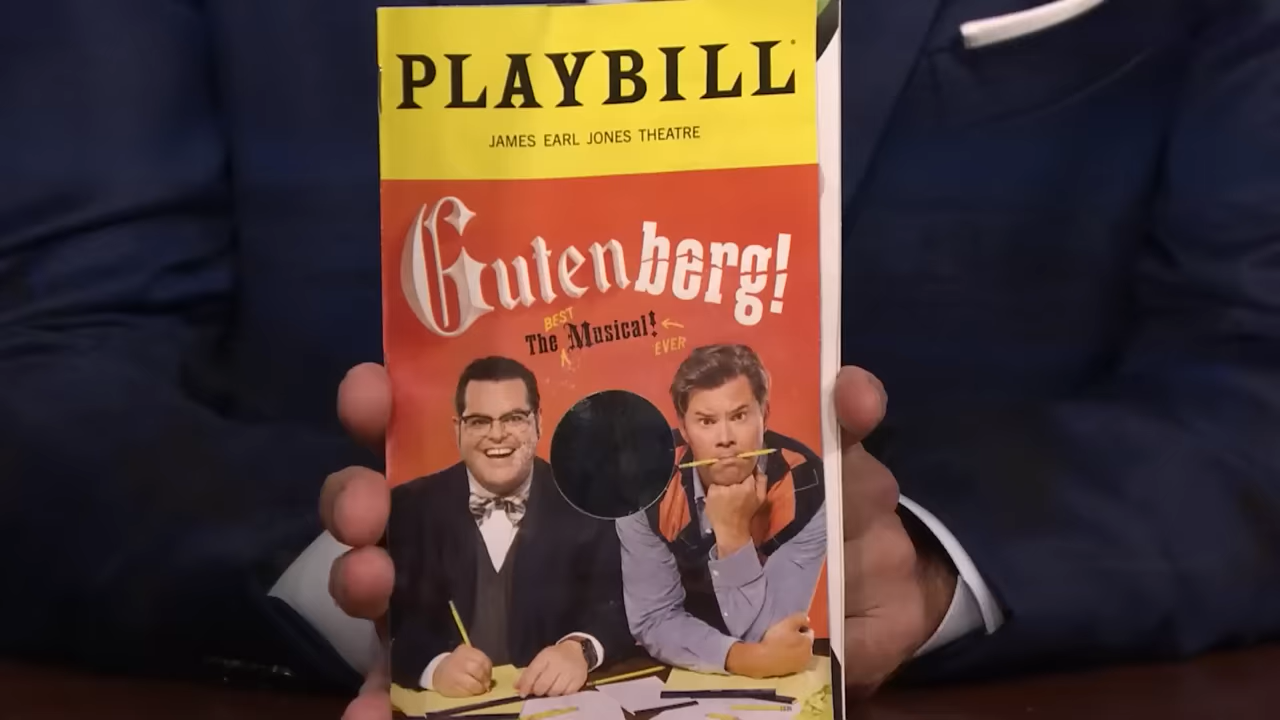 PLAYBILL
JAMES EARL JONES THEATRE
Gutenberg!
BEST
The Musical!
EVER